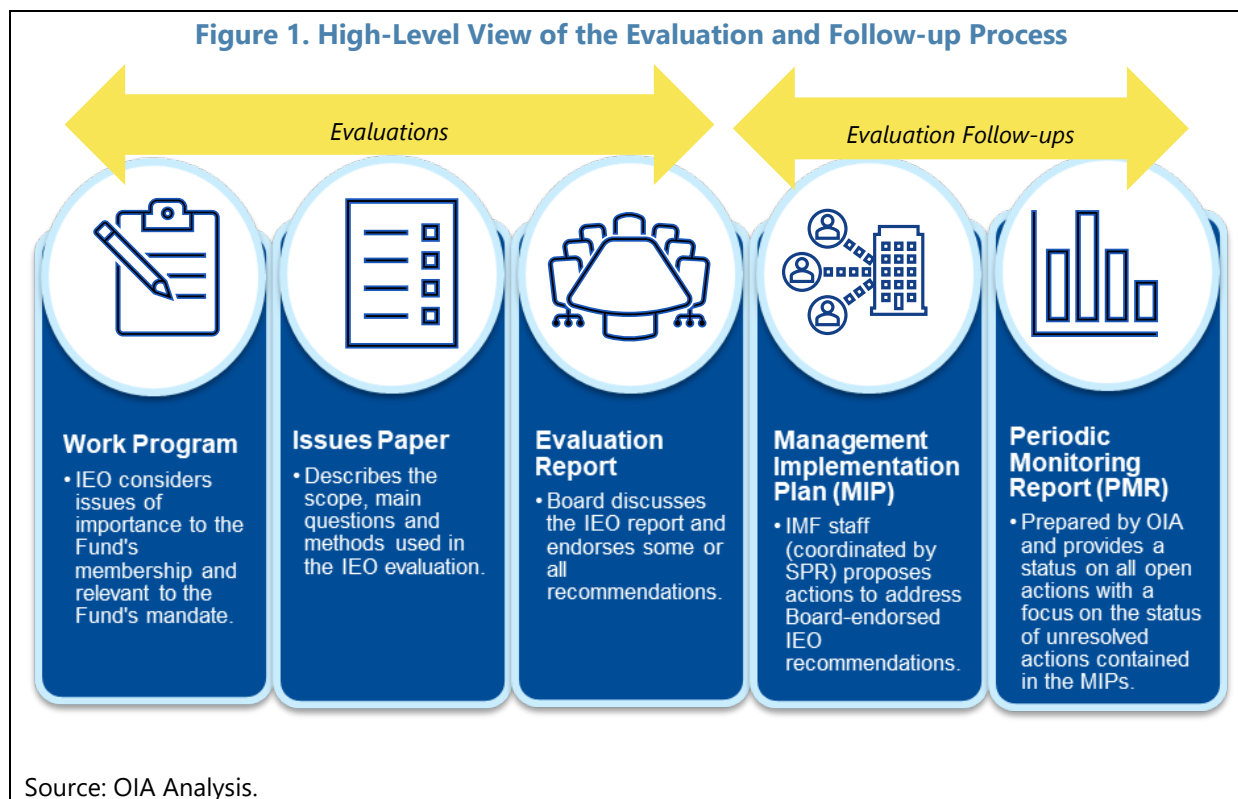 Figure 1. High-Level View of the Evaluation and Follow-up Process
Evaluations
Evaluation Follow-ups
Work Program
• IEO considers
issues of
importance to the
Fund's
membership and
relevant to the
Fund's mandate.
Issues Paper
• Describes the
scope, main
questions and
methods used in
the IEO evaluation.
Evaluation
Report
• Board discusses
the IEO report and
endorses some or
all
recommendations.
Management
Implementation
Plan (MIP)
• IMF staff
(coordinated by
SPR) proposes
actions to address
Board-endorsed
IEO
recommendations.
Periodic
Monitoring
Report (PMR)
• Prepared by OIA
and provides a
status on all open
actions with a
focus on the status
of unresolved
actions contained
in the MIPs.
Source: OIA Analysis.